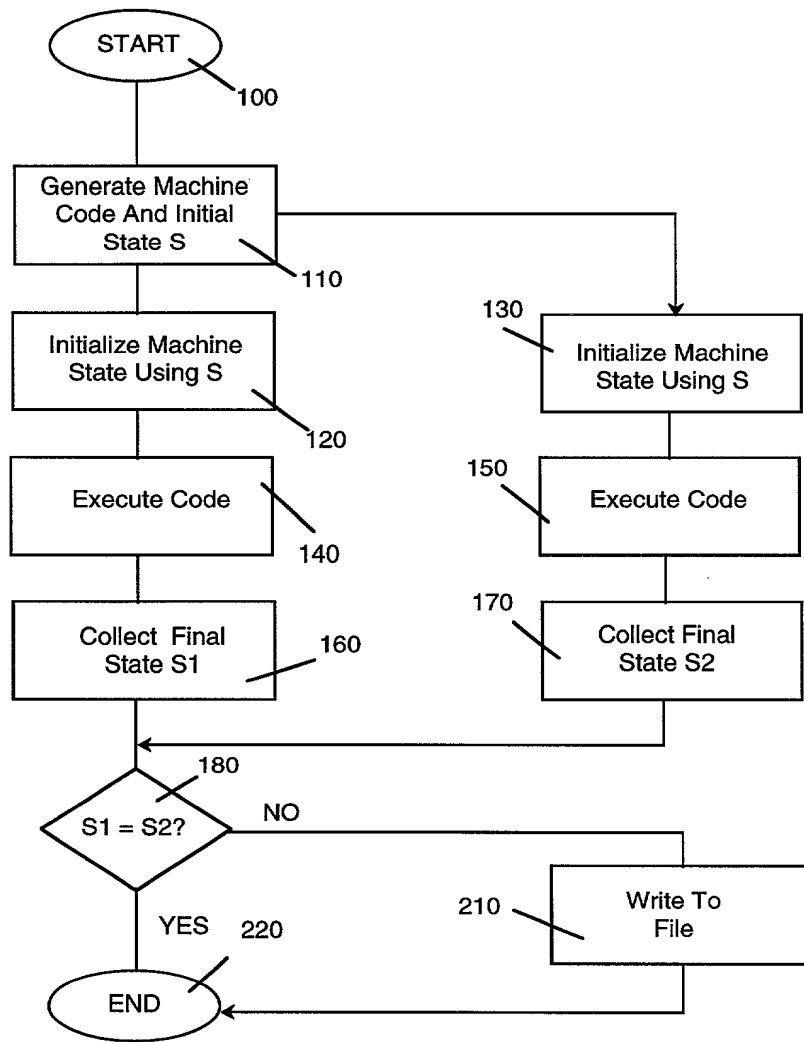 START
100
Generate Machine
Code And Initial
State S
110
130
Initialize Machine
State Using S
120
Initialize Machine
State Using S
Execute Code
140
150
Execute Code
Collect Final
State S1
160
170
Collect Final
State S2
180
S1 = S2?
NO
YES
210
Write To
File
220
END